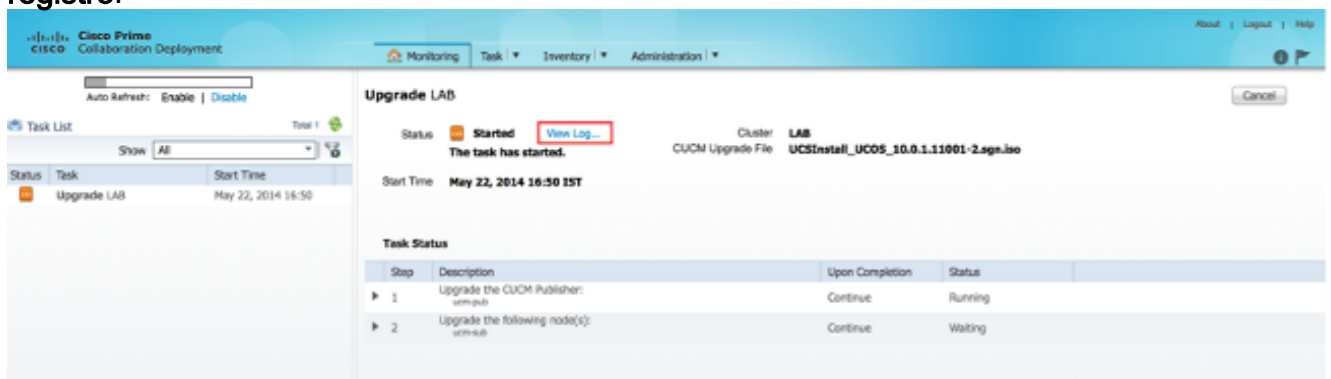 registro.
About | Logout | Help
Cisco Prime
CISCO Collaboration Deployment
Monitoring Task Inventory Administration
Auto Refresh: Enable | Disable
Upgrade LAB
Cancel
Task List Total 1
Status Started View Log... Cluster LAB
The task has started. CUCM Upgrade File UCSInstall_UCOS_10.0.1.11001-2.sgn.iso
Show All
Status Task Start Time
Start Time May 22, 2014 16:50 IST
Upgrade LAB May 22, 2014 16:50
Task Status
Step Description Upon Completion Status
1 Upgrade the CUCM Publisher: Continue Running
ucm-pub
2 Upgrade the following node(s): Continue Waiting
ucm-sub